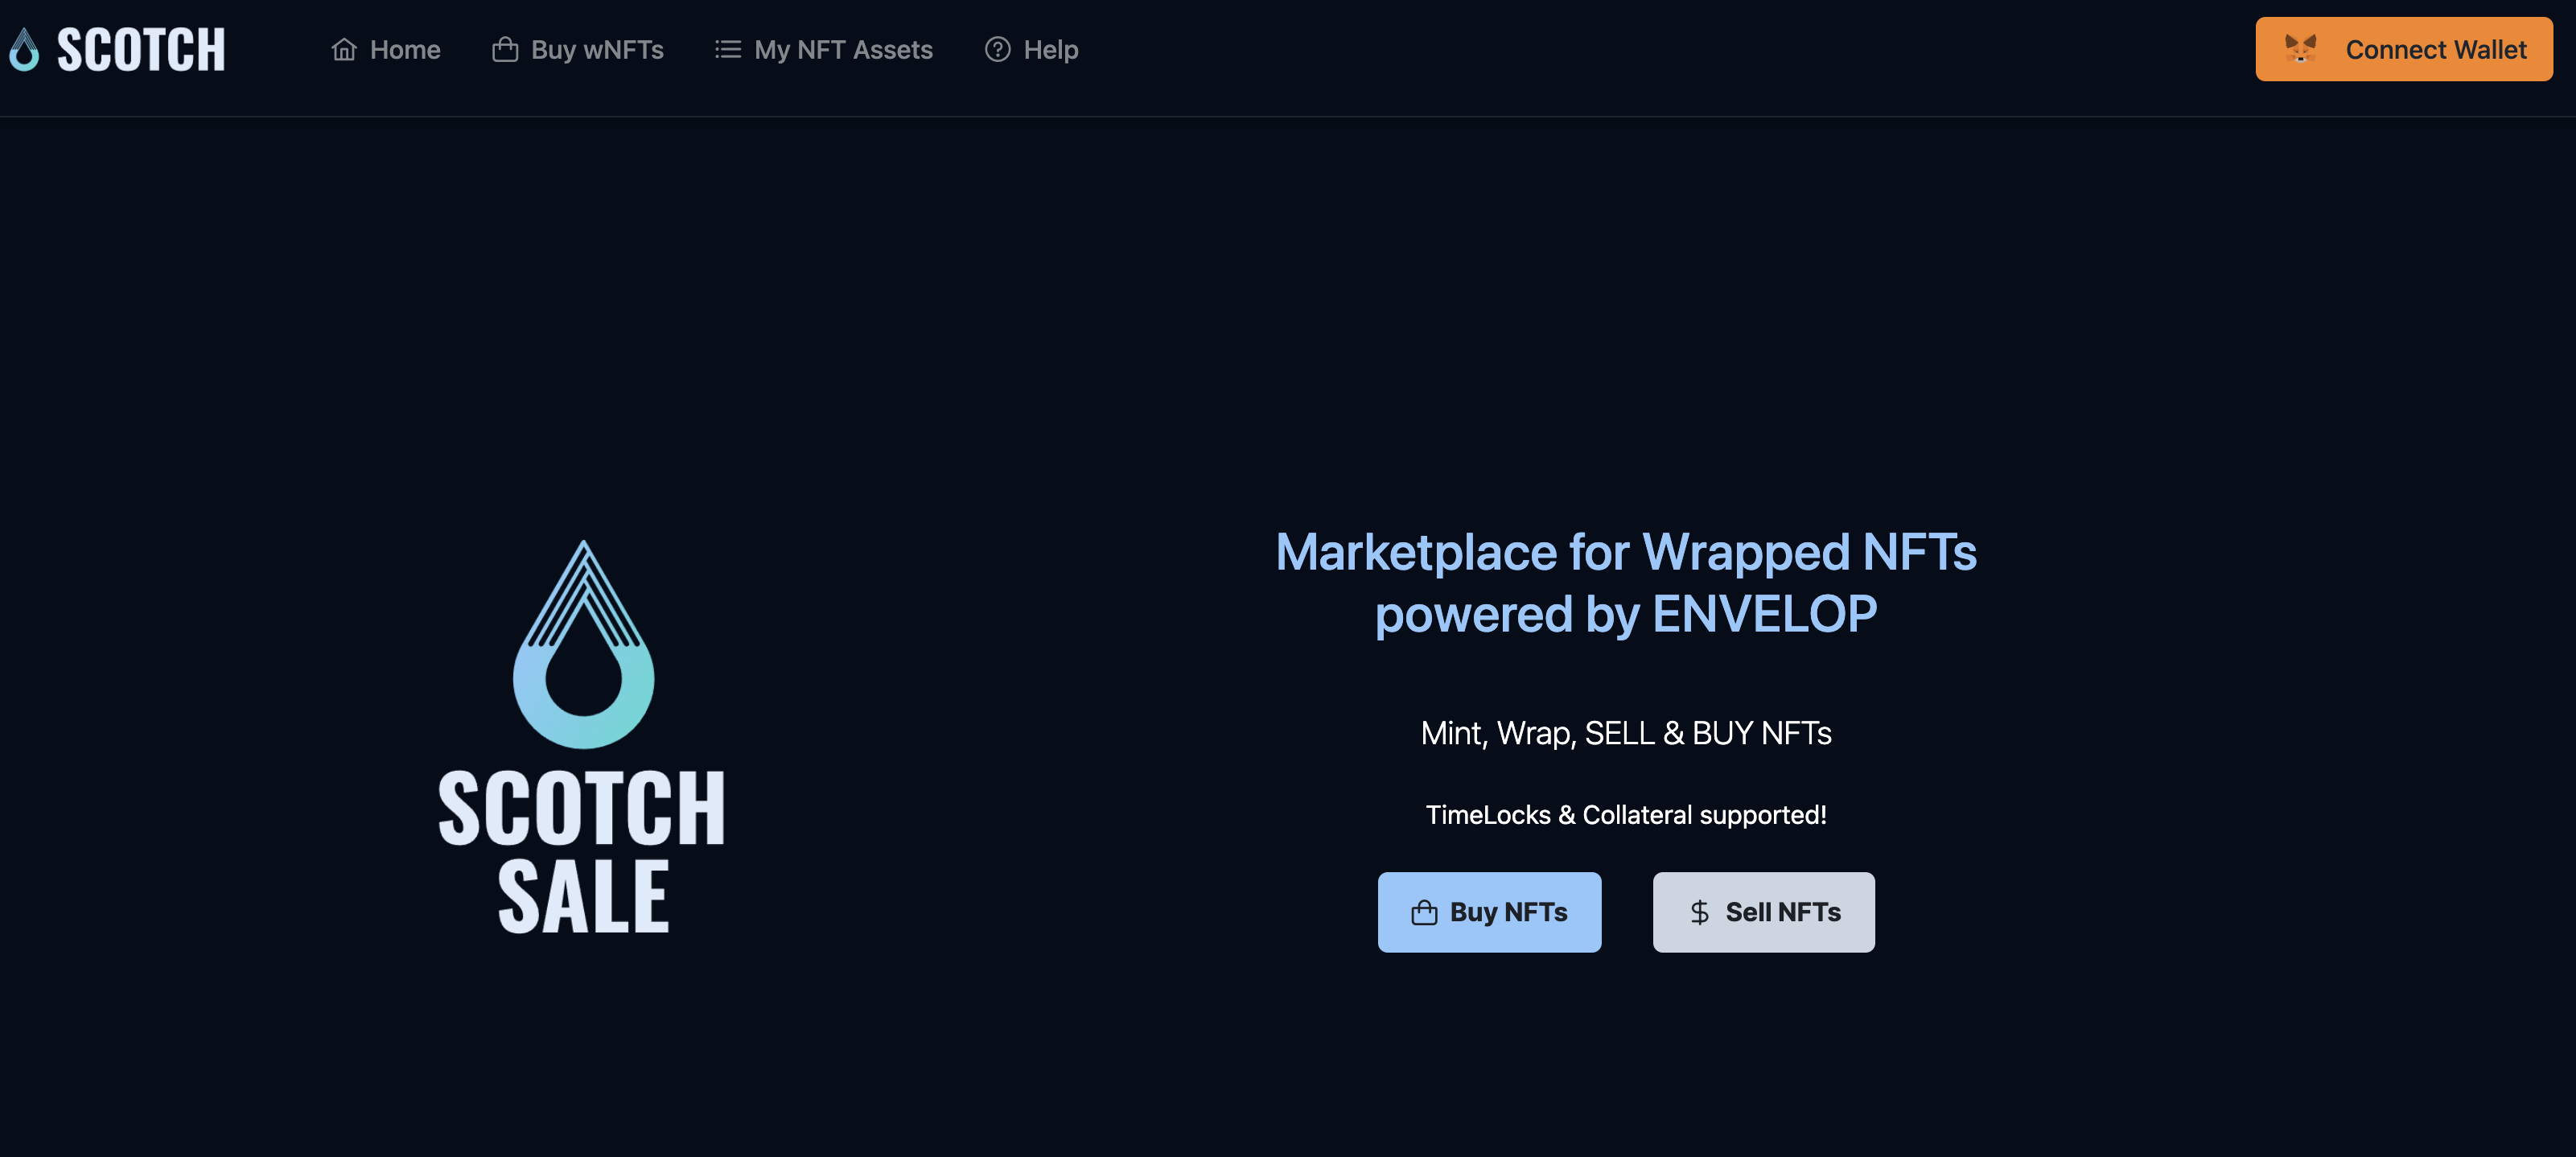 SCOTCH
Home
Buy wNFTs
My NFT Assets
Help
Connect Wallet
SCOTCH
SALE
Marketplace for Wrapped NFTs
powered by ENVELOP
Mint, Wrap, SELL & BUY NFTs
TimeLocks & Collateral supported!
Buy NFTs
$ Sell NFTs